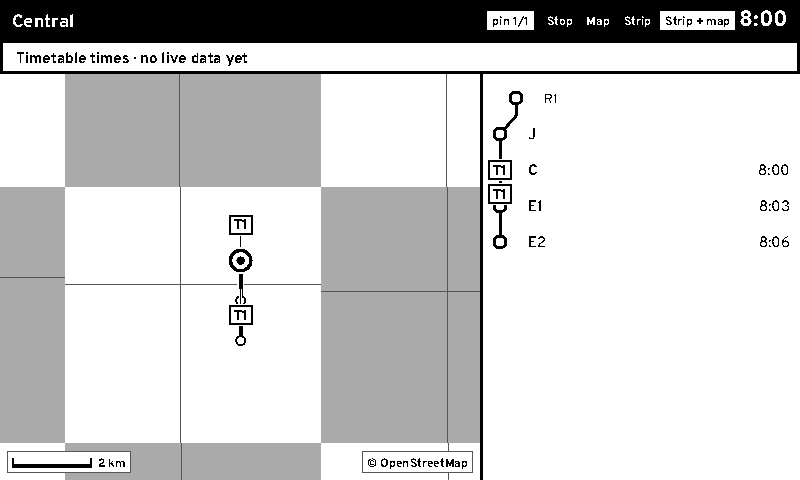 Central
pin 1/1 Stop Map Strip Strip + map 8:00
Timetable times · no live data yet
T1
T1
2 km
© OpenStreetMap
R1
J
T1 C 8:00
T1
E1 8:03
E2 8:06